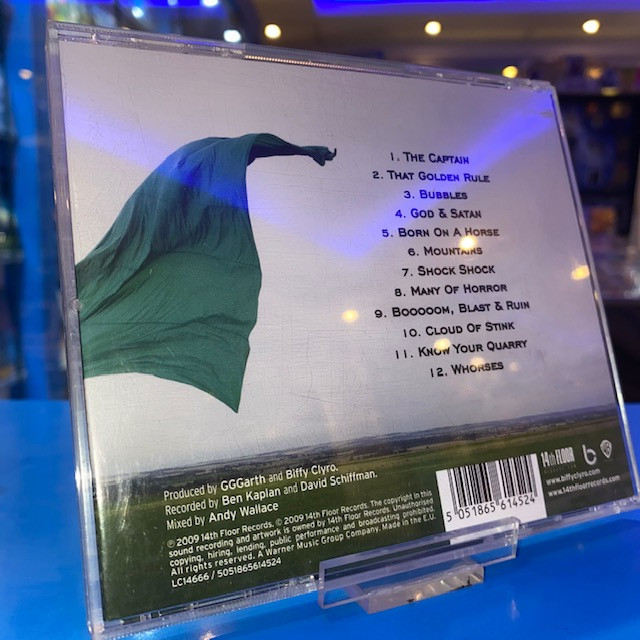 1. THE CAPTAIN
2. THAT GOLDEN RULE
3. BUBBLES
4. GOD & SATAN
5. BORN ON A HORSE
6. MOUNTAINS
7. SHOCK SHOCK
8. MANY OF HORROR
9. BOOOOOM, BLAST & RUIN
10. CLOUD OF STINK
11. KNOW YOUR QUARRY
12. WHORSES
Produced by GGGarth and Biffy Clyro.
Recorded by Ben Kaplan and David Schiffman.
Mixed by Andy Wallace
℗ 2009 14th Floor Records. © 2009 14th Floor Records. The copyright in this
sound recording and artwork is owned by 14th Floor Records. Unauthorised
copying, hiring, lending, public performance and broadcasting prohibited.
All rights reserved. A Warner Music Group Company. Made in the E.U.
LC14666 / 5051865614524
5 051865 614524
14th FLOOR
www.biffyclyro.com
www.14thfloorrecords.com